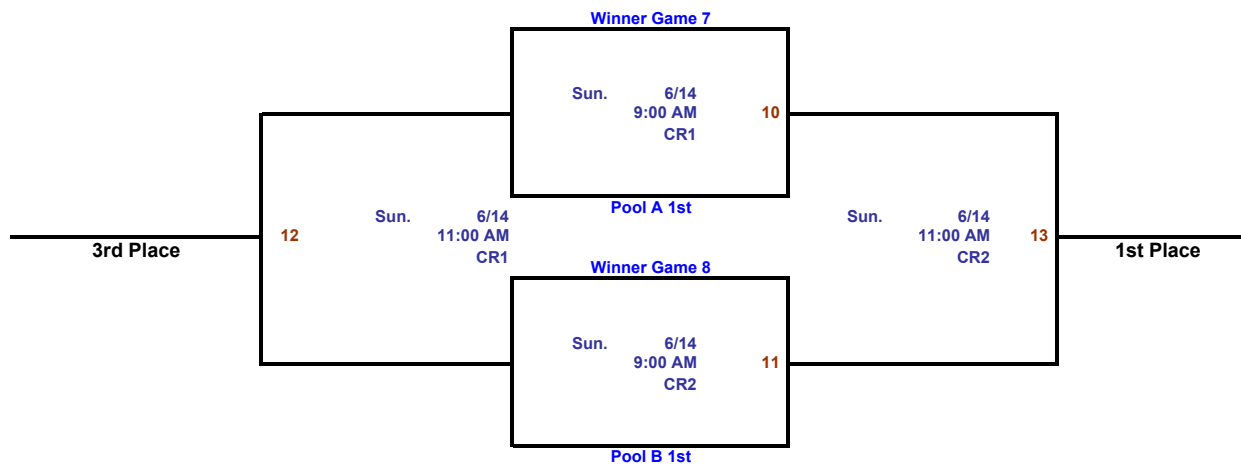 Winner Game 7
Sun. 6/14
9:00 AM 10
CR1
Pool A 1st
Sun. 6/14
12 11:00 AM
CR1
3rd Place
Sun. 6/14
11:00 AM 13
CR2
1st Place
Winner Game 8
Sun. 6/14
9:00 AM 11
CR2
Pool B 1st